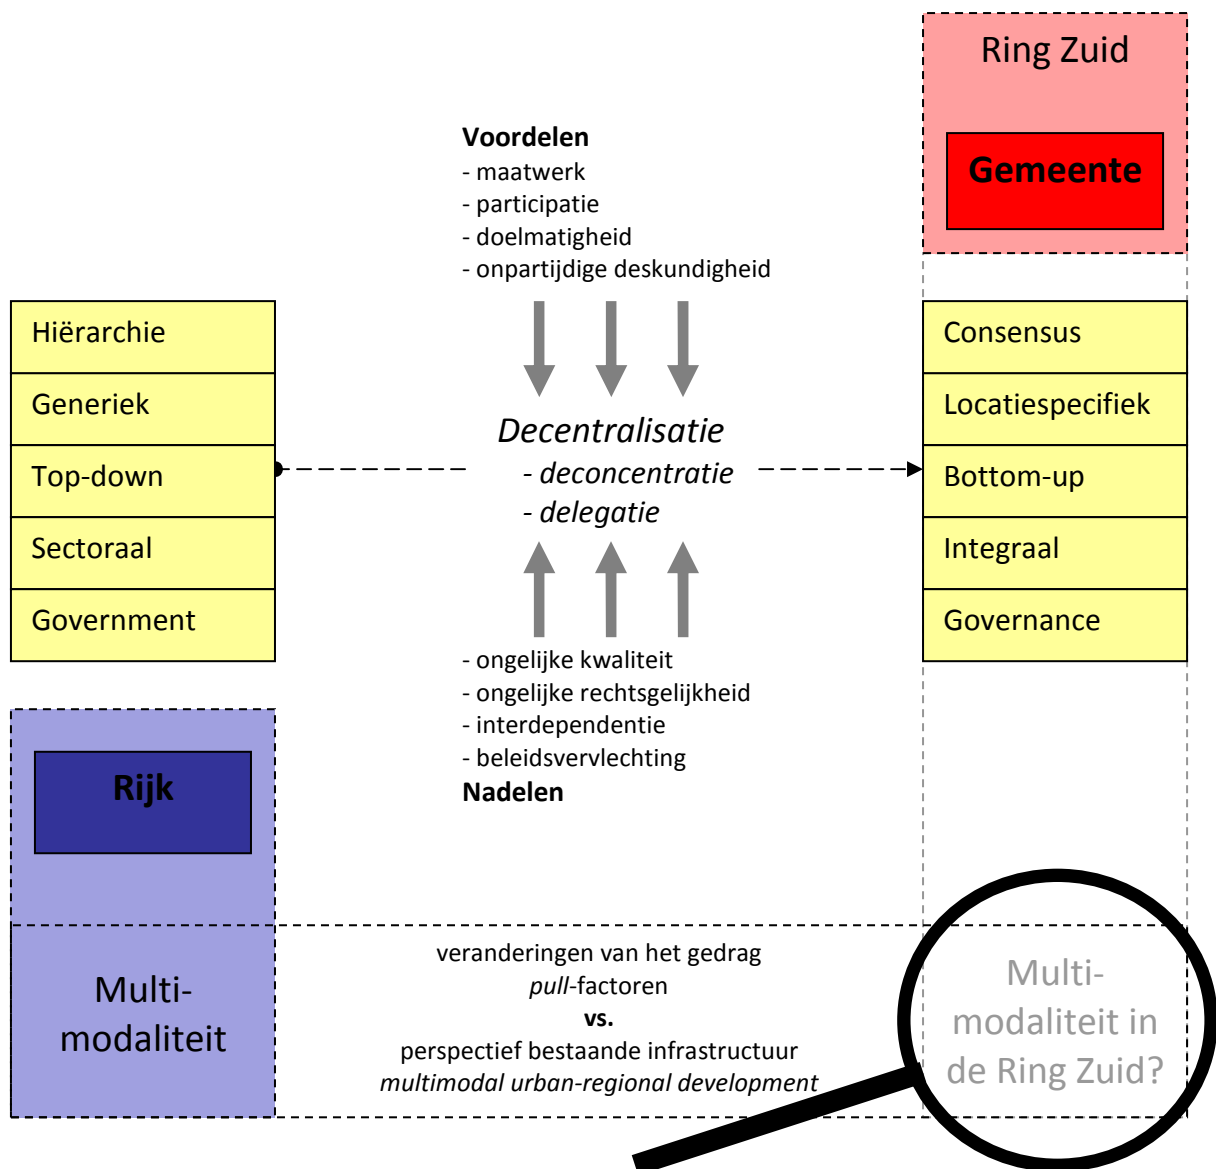 Ring Zuid
Gemeente
Voordelen
- maatwerk
- participatie
- doelmatigheid
- onpartijdige deskundigheid
Hiërarchie
Generiek
Top-down
Sectoraal
Government
Decentralisatie
- deconcentratie
- delegatie
Consensus
Locatiespecifiek
Bottom-up
Integraal
Governance
- ongelijke kwaliteit
- ongelijke rechtsgelijkheid
- interdependentie
- beleidsvervlechting
Nadelen
Rijk
Multi-
modaliteit
veranderingen van het gedrag
pull-factoren
vs.
perspectief bestaande infrastructuur
multimodal urban-regional development
Multi-
modaliteit in
de Ring Zuid?